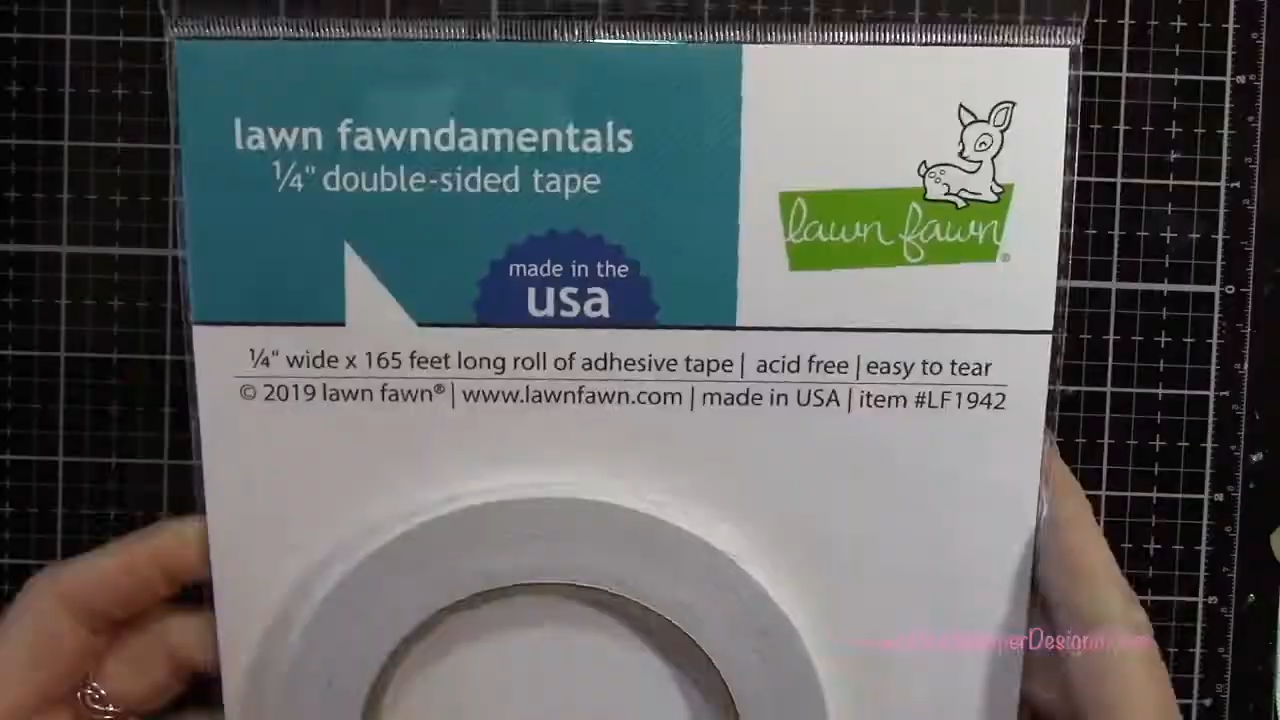 lawn fawndamentals
¼" double-sided tape
lawn fawn®
made in the
usa
¼" wide x 165 feet long roll of adhesive tape | acid free | easy to tear
© 2019 lawn fawn® | www.lawnfawn.com | made in USA | item #LF1942